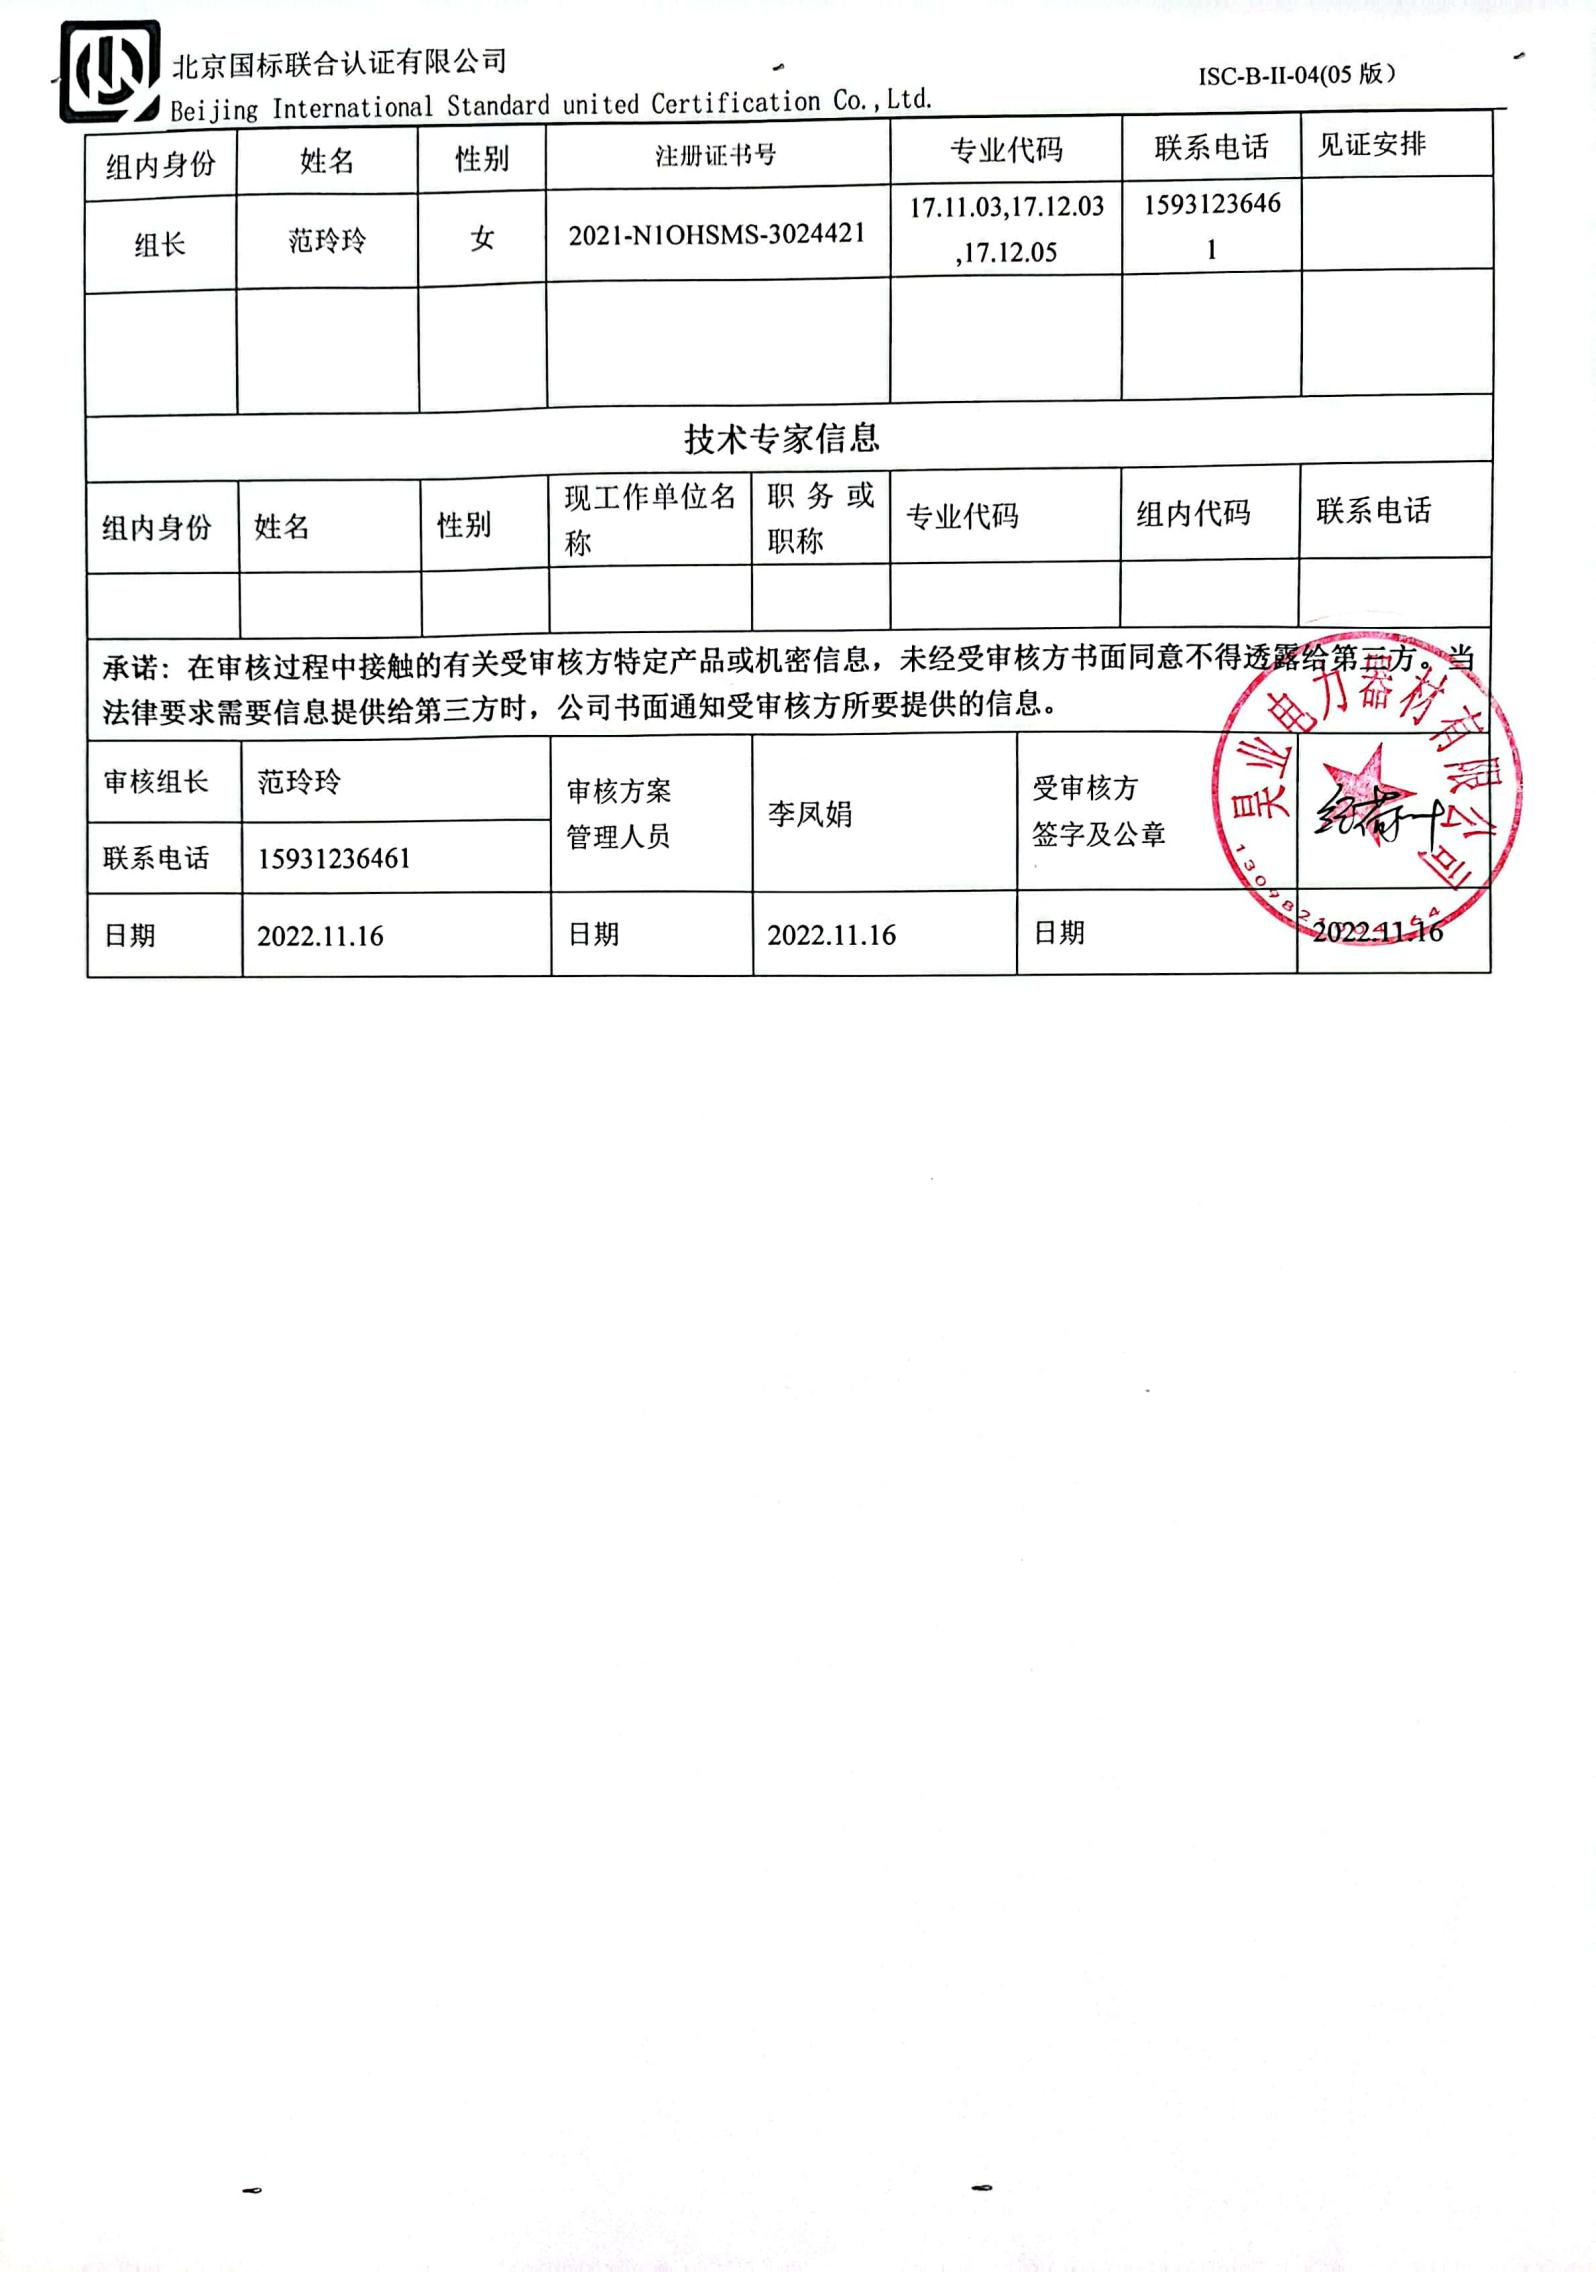 北京国标联合认证有限公司
ISC-B-II-04(05 版)
Beijing International Standard united Certification Co.,Ltd.
组内身份 姓名 性别 注册证书号 专业代码 联系电话 见证安排
组长 范玲玲 女 2021-N1OHSMS-3024421 17.11.03,17.12.03 1593123646
,17.12.05 1
技术专家信息
组内身份 姓名 性别 现工作单位名 职务或 专业代码 组内代码 联系电话
称 职称
承诺：在审核过程中接触的有关受审核方特定产品或机密信息，未经受审核方书面同意不得透露给第三方。当
法律要求需要信息提供给第三方时，公司书面通知受审核方所要提供的信息。
审核组长 范玲玲 审核方案 李凤娟 受审核方
管理人员 签字及公章
联系电话 15931236461
日期 2022.11.16 日期 2022.11.16 日期 2022.11.16
昊业电力器材有限公司